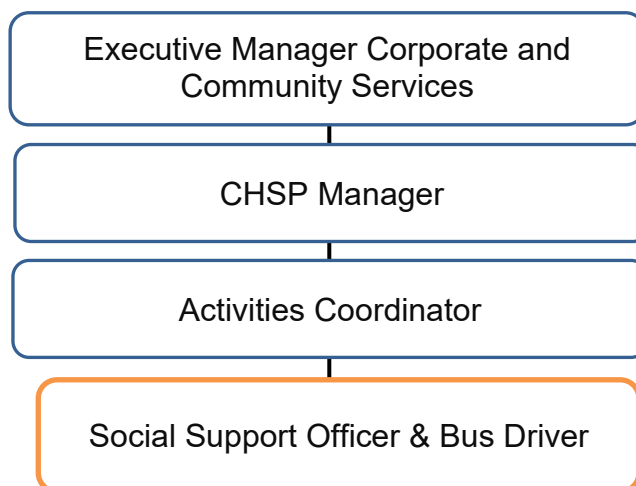 Executive Manager Corporate and
Community Services
CHSP Manager
Activities Coordinator
Social Support Officer & Bus Driver